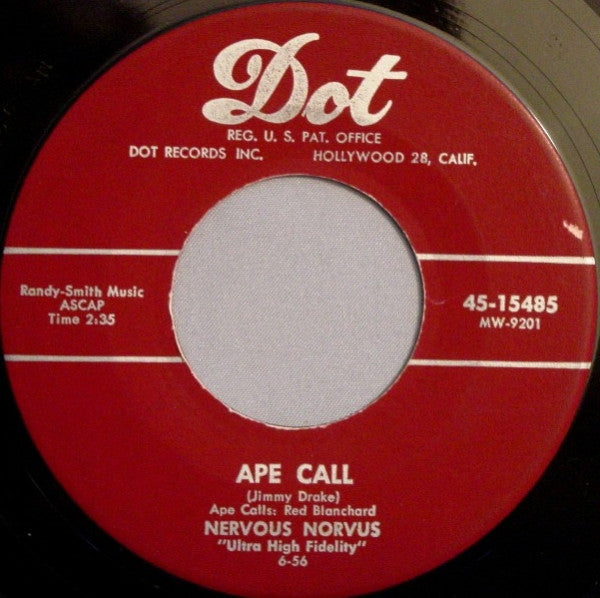 Dot
REG. U. S. PAT. OFFICE
DOT RECORDS INC. HOLLYWOOD 28, CALIF.
Randy-Smith Music
ASCAP
Time 2:35
45-15485
MW-9201
APE CALL
(Jimmy Drake)
Ape Calls: Red Blanchard
NERVOUS NORVUS
"Ultra High Fidelity"
6-56